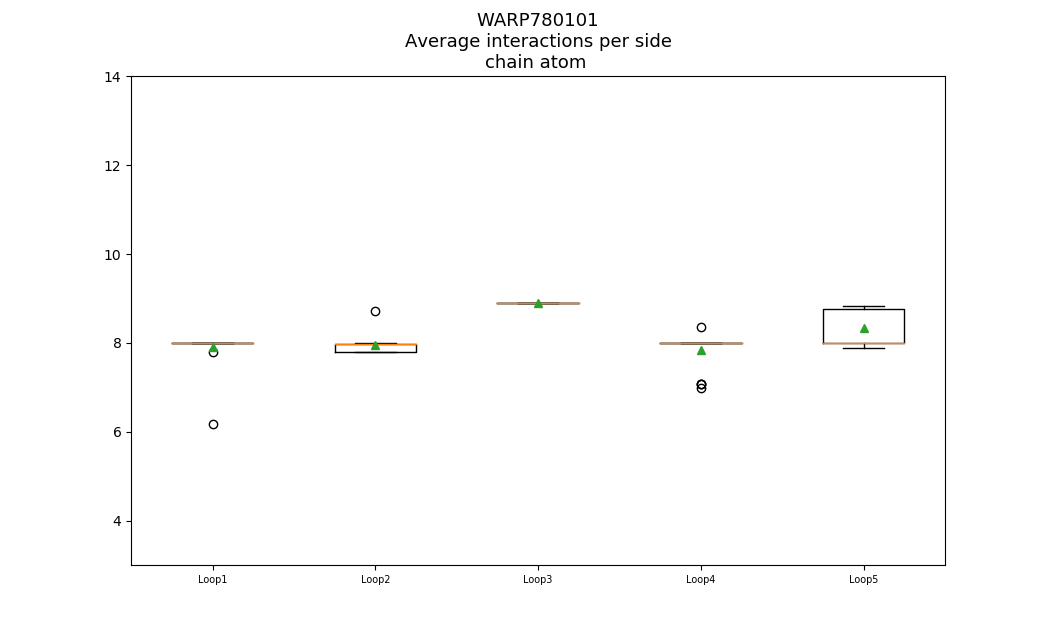 WARP780101
Average interactions per side
chain atom
14
12
10
8
6
4
Loop1
Loop2
Loop3
Loop4
Loop5